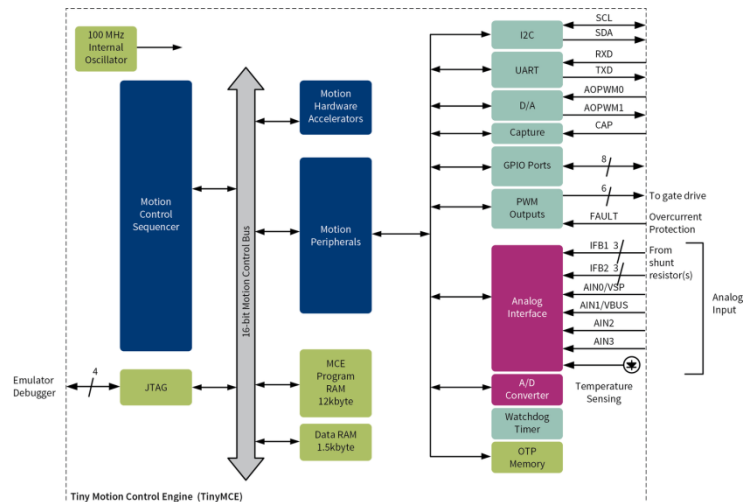 100 MHz
Internal
Oscillator
Motion
Control
Sequencer
Emulator
Debugger
4
JTAG
16-bit Motion Control Bus
Motion
Hardware
Accelerators
Motion
Peripherals
MCE
Program
RAM
12kbyte
Data RAM
1.5kbyte
I2C
SCL
SDA
UART
RXD
TXD
D/A
AOPWM0
AOPWM1
Capture
CAP
GPIO Ports
8
PWM
Outputs
6
To gate drive
FAULT
Overcurrent
Protection
Analog
Interface
IFB1 3
IFB2 3
From
shunt
resistor(s)
AIN0/VSP
AIN1/VBUS
AIN2
AIN3
Analog
Input
Temperature
Sensing
A/D
Converter
Watchdog
Timer
OTP
Memory
Tiny Motion Control Engine (TinyMCE)